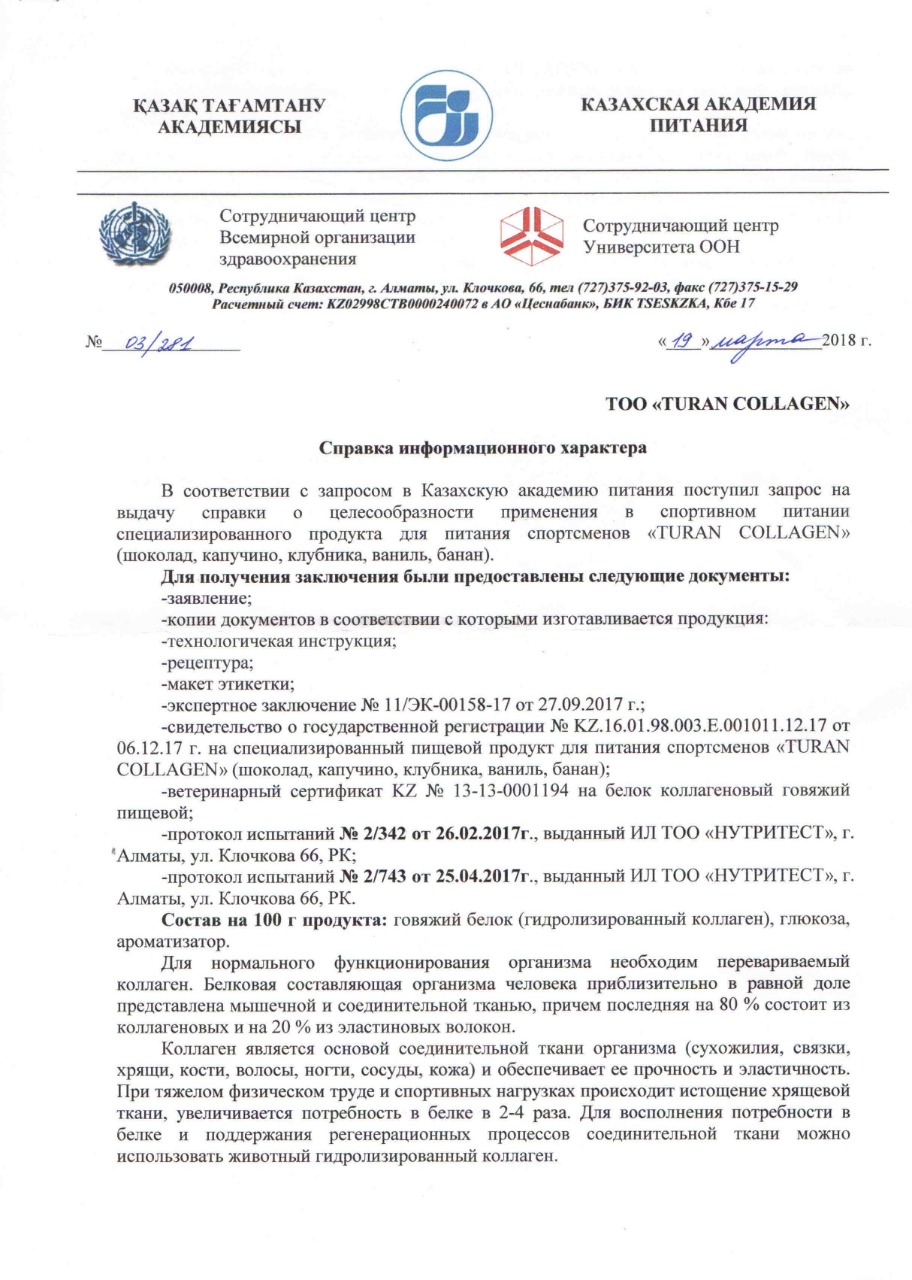 ҚАЗАҚ ТАҒАМТАНУ
АКАДЕМИЯСЫ
КАЗАХСКАЯ АКАДЕМИЯ
ПИТАНИЯ
Сотрудничающий центр
Всемирной организации
здравоохранения
Сотрудничающий центр
Университета ООН
050008, Республика Казахстан, г. Алматы, ул. Клочкова, 66, тел (727)375-92-03, факс (727)375-15-29
Расчетный счет: KZ02998CTB0000240072 в АО «Цеснабанк», БИК TSESKZKA, Кбе 17
№ 03/281
« 19 » марта 2018 г.
ТОО «TURAN COLLAGEN»
Справка информационного характера
В соответствии с запросом в Казахскую академию питания поступил запрос на
выдачу справки о целесообразности применения в спортивном питании
специализированного продукта для питания спортсменов «TURAN COLLAGEN»
(шоколад, капучино, клубника, ваниль, банан).
Для получения заключения были предоставлены следующие документы:
-заявление;
-копии документов в соответствии с которыми изготавливается продукция:
-технологичекая инструкция;
-рецептура;
-макет этикетки;
-экспертное заключение № 11/ЭК-00158-17 от 27.09.2017 г.;
-свидетельство о государственной регистрации № KZ.16.01.98.003.E.001011.12.17 от
06.12.17 г. на специализированный пищевой продукт для питания спортсменов «TURAN
COLLAGEN» (шоколад, капучино, клубника, ваниль, банан);
-ветеринарный сертификат KZ № 13-13-0001194 на белок коллагеновый говяжий
пищевой;
-протокол испытаний № 2/342 от 26.02.2017г., выданный ИЛ ТОО «НУТРИТЕСТ», г.
Алматы, ул. Клочкова 66, РК;
-протокол испытаний № 2/743 от 25.04.2017г., выданный ИЛ ТОО «НУТРИТЕСТ», г.
Алматы, ул. Клочкова 66, РК.
Состав на 100 г продукта: говяжий белок (гидролизированный коллаген), глюкоза,
ароматизатор.
Для нормального функционирования организма необходим перевариваемый
коллаген. Белковая составляющая организма человека приблизительно в равной доле
представлена мышечной и соединительной тканью, причем последняя на 80 % состоит из
коллагеновых и на 20 % из эластиновых волокон.
Коллаген является основой соединительной ткани организма (сухожилия, связки,
хрящи, кости, волосы, ногти, сосуды, кожа) и обеспечивает ее прочность и эластичность.
При тяжелом физическом труде и спортивных нагрузках происходит истощение хрящевой
ткани, увеличивается потребность в белке в 2-4 раза. Для восполнения потребности в
белке и поддержания регенерационных процессов соединительной ткани можно
использовать животный гидролизированный коллаген.